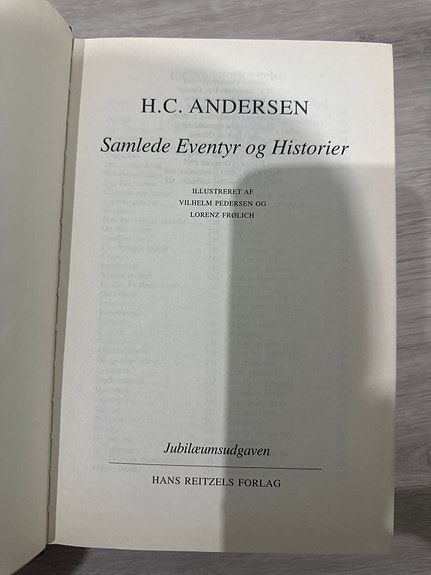 H.C. ANDERSEN
Samlede Eventyr og Historier
ILLUSTRERET AF
VILHELM PEDERSEN OG
LORENZ FRØLICH
Jubilæumsudgaven
HANS REITZELS FORLAG